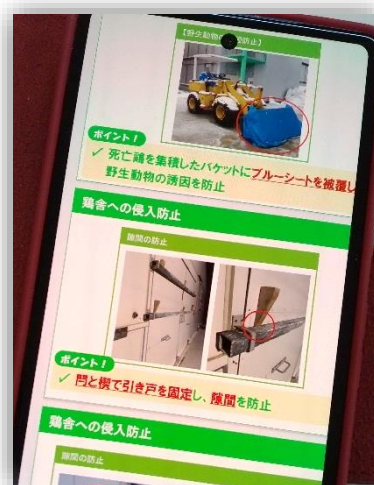 【野生動物の 防止】
ポイント！
✓ 死亡鶏を集積したバケットにブルーシートを被覆し
野生動物の誘因を防止
鶏舎への侵入防止
隙間の防止
ポイント！
✓ 閂と楔で引き戸を固定し、隙間を防止
鶏舎への侵入防止
隙間の防止